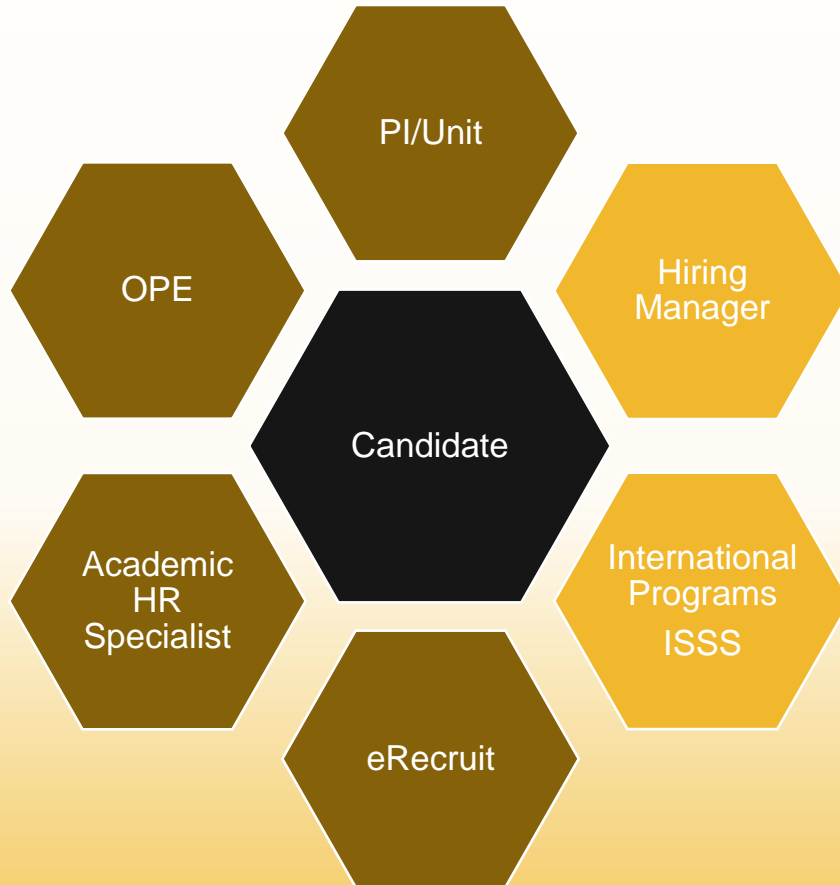 PI/Unit
OPE
Hiring
Manager
Candidate
Academic
HR
Specialist
International
Programs
ISSS
eRecruit